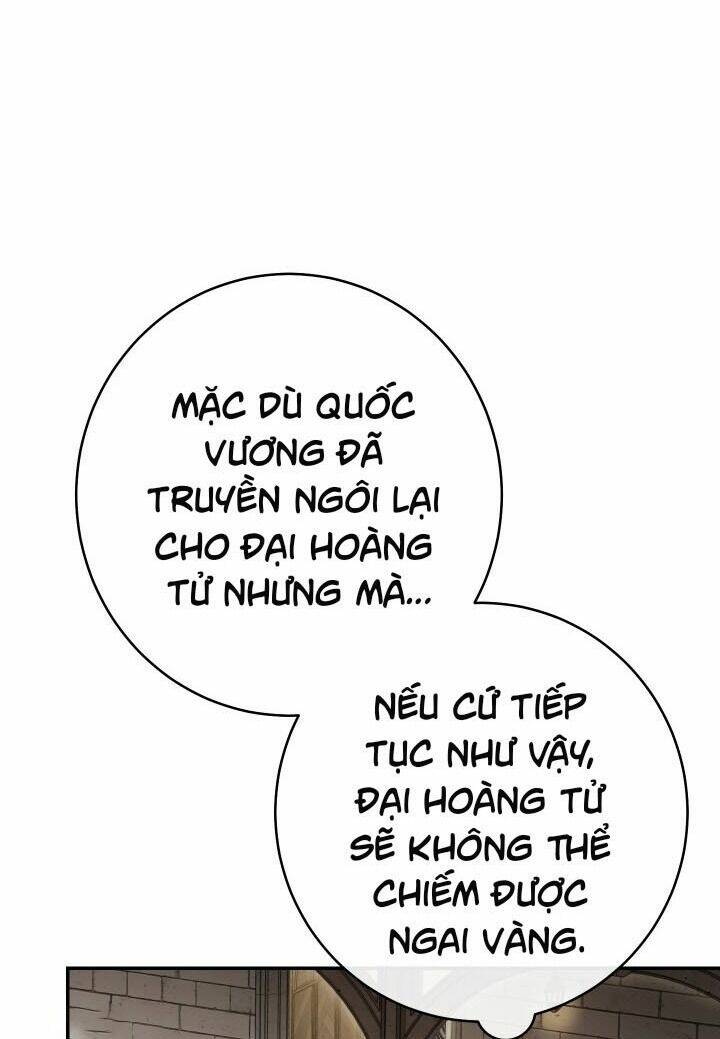 MẶC DÙ QUỐC
VƯƠNG ĐÃ
TRUYỀN NGÔI LẠI
CHO ĐẠI HOÀNG
TỬ NHƯNG MÀ...
NẾU CỨ TIẾP
TỤC NHƯ VẬY,
ĐẠI HOÀNG TỬ
SẼ KHÔNG THỂ
CHIẾM ĐƯỢC
NGAI VÀNG.